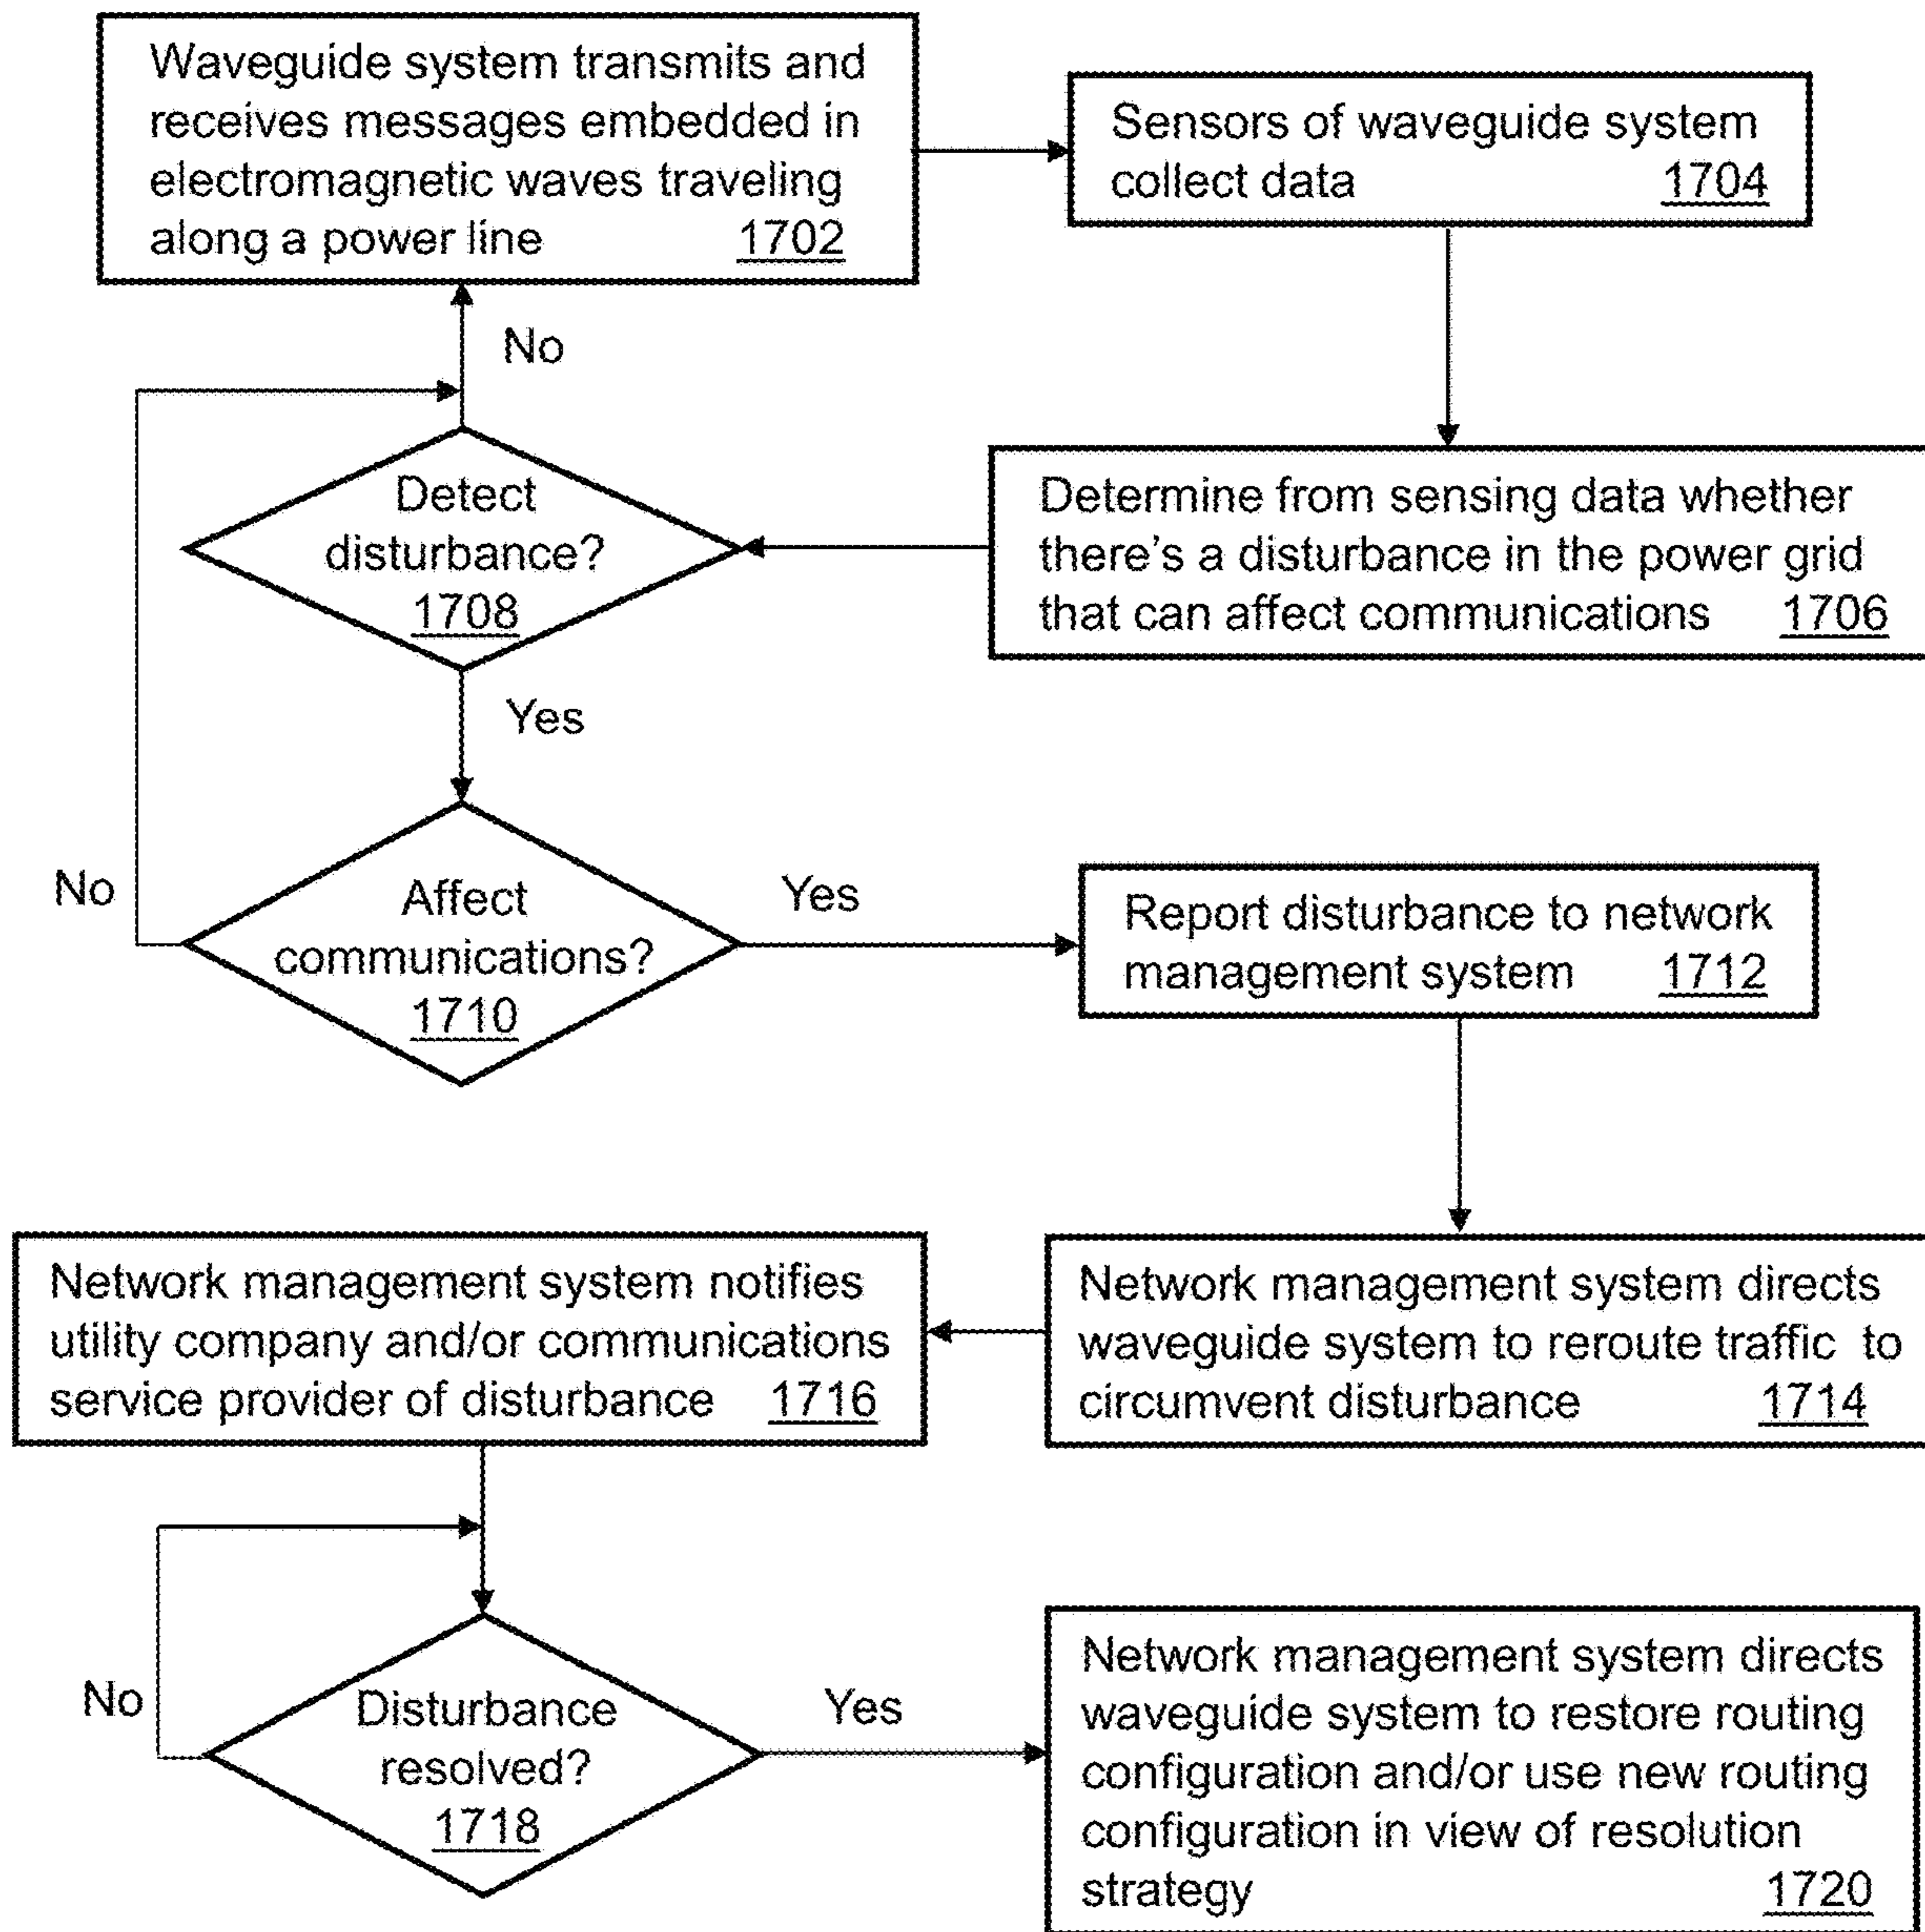 Waveguide system transmits and
receives messages embedded in
electromagnetic waves traveling
along a power line 1702
Sensors of waveguide system
collect data 1704
No
Detect
disturbance?
1708
Determine from sensing data whether
there's a disturbance in the power grid
that can affect communications 1706
Yes
No
Affect
communications?
1710
Yes
Report disturbance to network
management system 1712
Network management system notifies
utility company and/or communications
service provider of disturbance 1716
Network management system directs
waveguide system to reroute traffic to
circumvent disturbance 1714
No
Disturbance
resolved?
1718
Yes
Network management system directs
waveguide system to restore routing
configuration and/or use new routing
configuration in view of resolution
strategy 1720